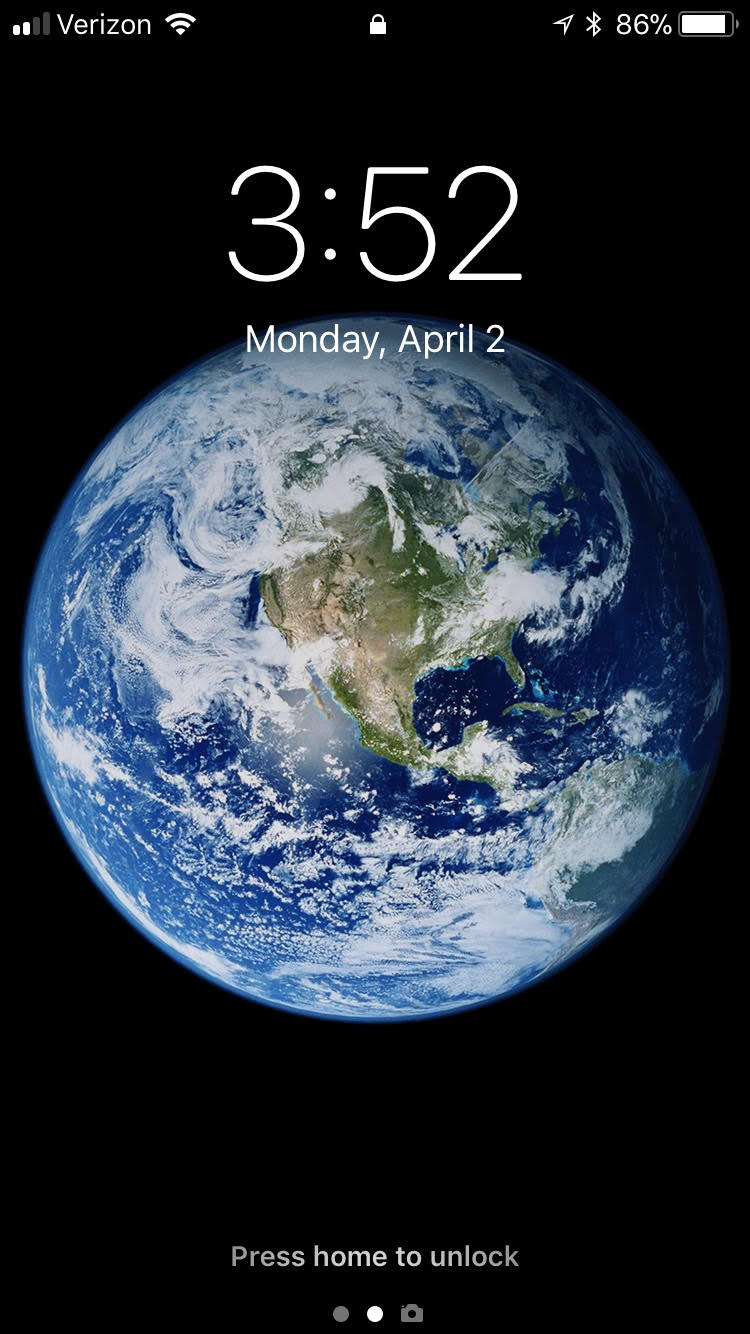 Verizon 86%
3:52
Monday, April 2
Press home to unlock